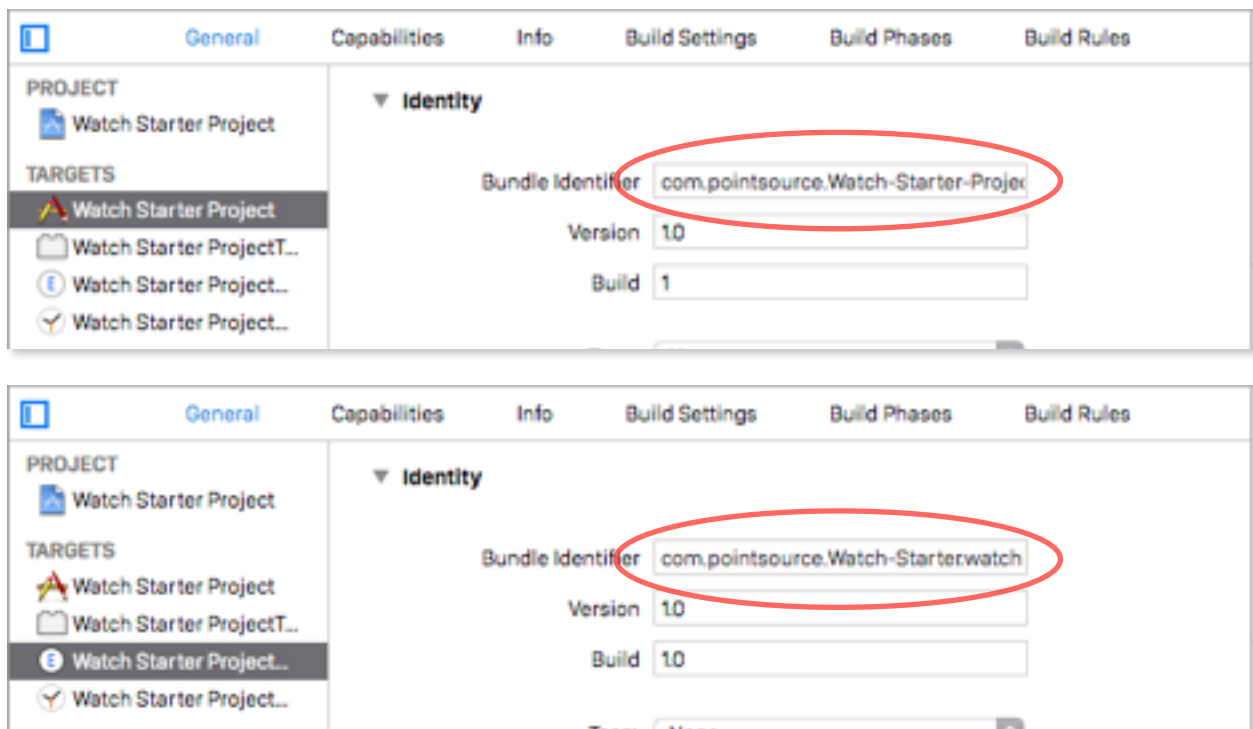 General Capabilities Info Build Settings Build Phases Build Rules
PROJECT
Watch Starter Project
TARGETS
Watch Starter Project
Watch Starter ProjectT...
Watch Starter Project...
Watch Starter Project...
Identity
Bundle Identifier com.pointsource.Watch-Starter-Projec
Version 1.0
Build 1
General Capabilities Info Build Settings Build Phases Build Rules
PROJECT
Watch Starter Project
TARGETS
Watch Starter Project
Watch Starter ProjectT...
Watch Starter Project...
Watch Starter Project...
Identity
Bundle Identifier com.pointsource.Watch-Starter.watch
Version 1.0
Build 1.0